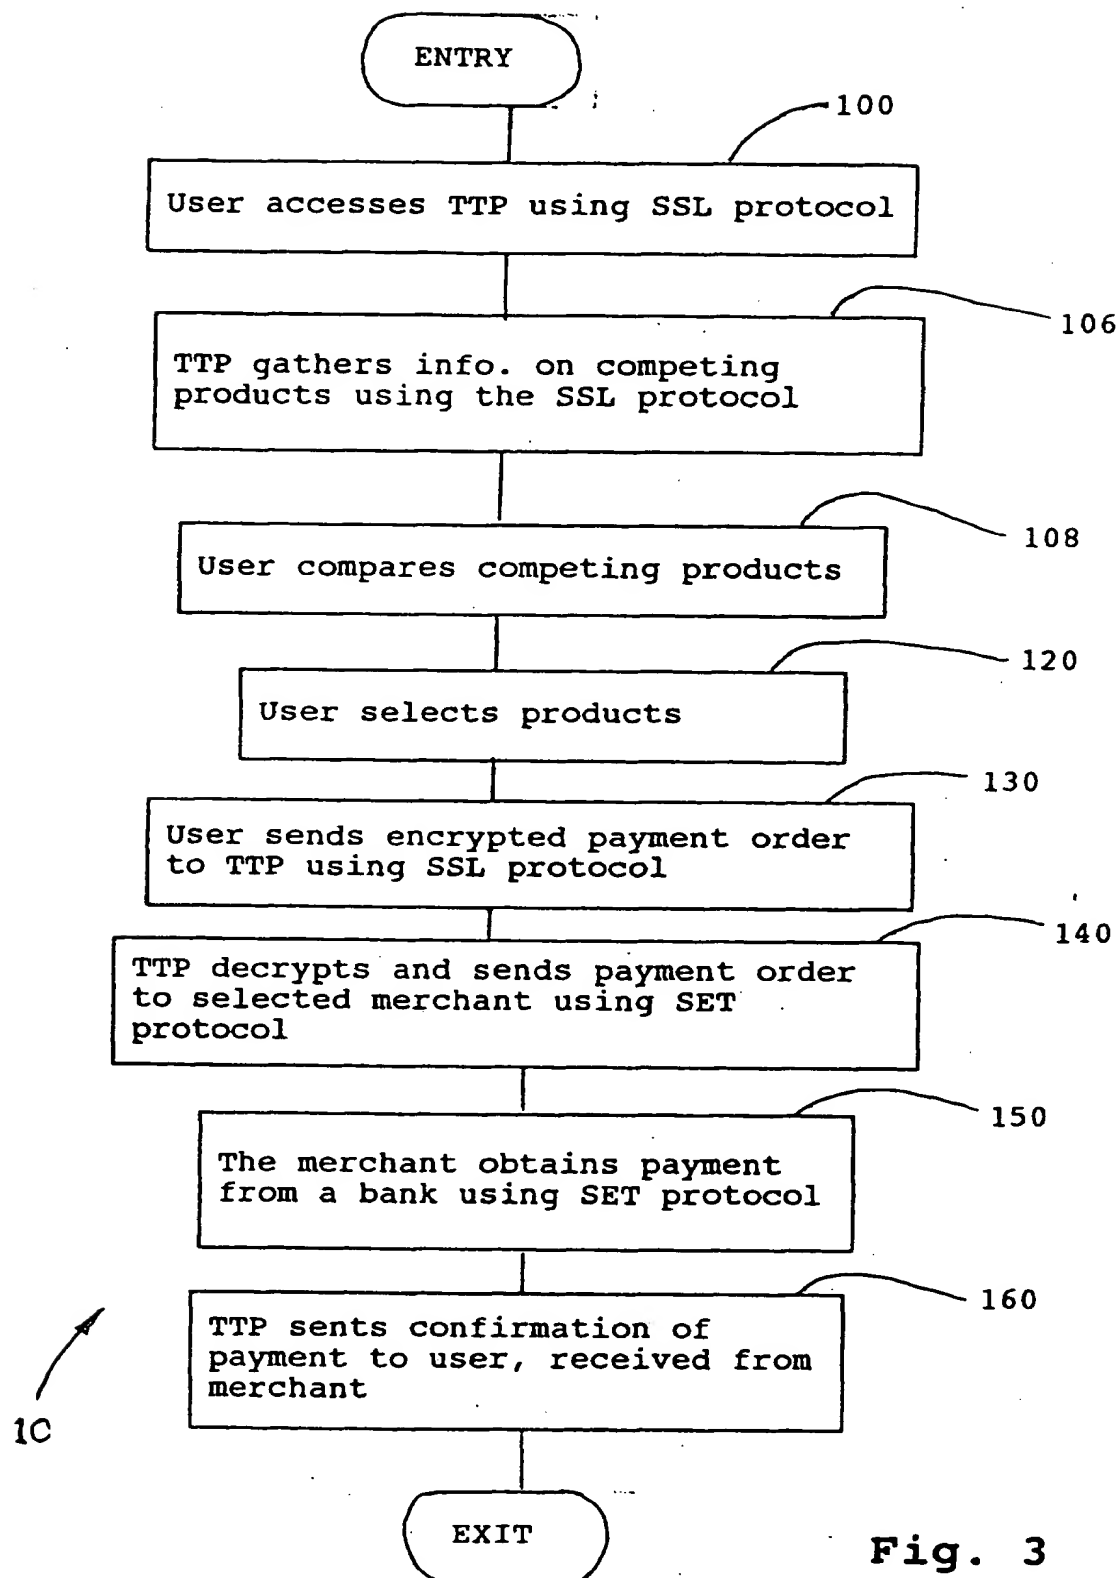 ENTRY
100
User accesses TTP using SSL protocol
106
TTP gathers info. on competing
products using the SSL protocol
108
User compares competing products
120
User selects products
130
User sends encrypted payment order
to TTP using SSL protocol
140
TTP decrypts and sends payment order
to selected merchant using SET
protocol
150
The merchant obtains payment
from a bank using SET protocol
160
TTP sents confirmation of
payment to user, received from
merchant
10
EXIT
Fig. 3